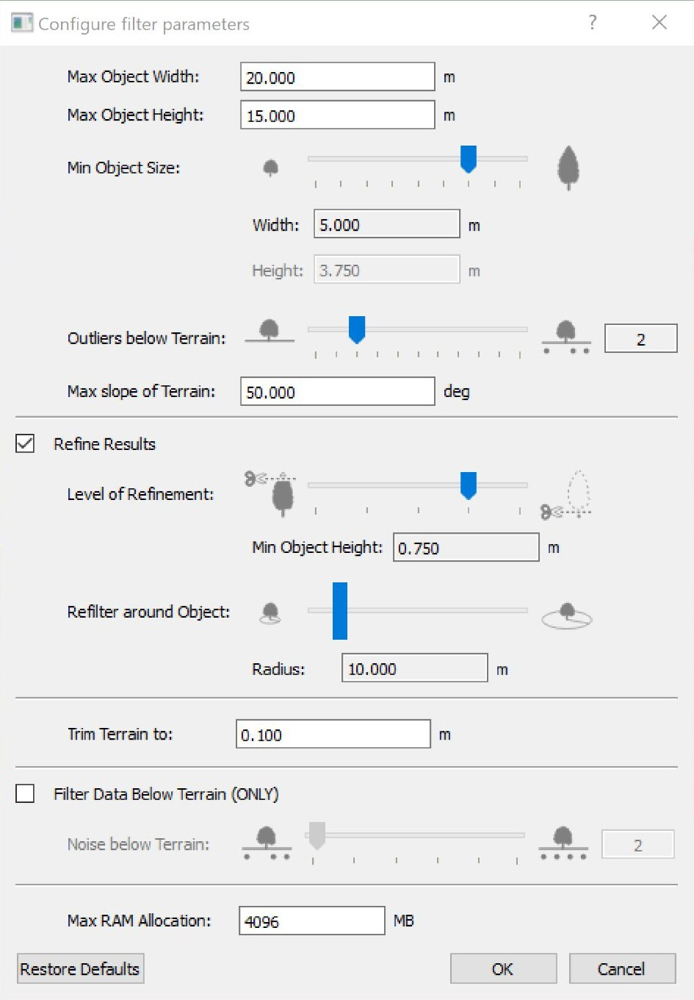 Configure filter parameters ?
Max Object Width: 20.000 m
Max Object Height: 15.000 m
Min Object Size:
Width: 5.000 m
Height: 3.750 m
Outliers below Terrain: 2
Max slope of Terrain: 50.000 deg
Refine Results
Level of Refinement:
Min Object Height: 0.750 m
Refilter around Object:
Radius: 10.000 m
Trim Terrain to: 0.100 m
Filter Data Below Terrain (ONLY)
Noise below Terrain: 2
Max RAM Allocation: 4096 MB
Restore Defaults OK Cancel